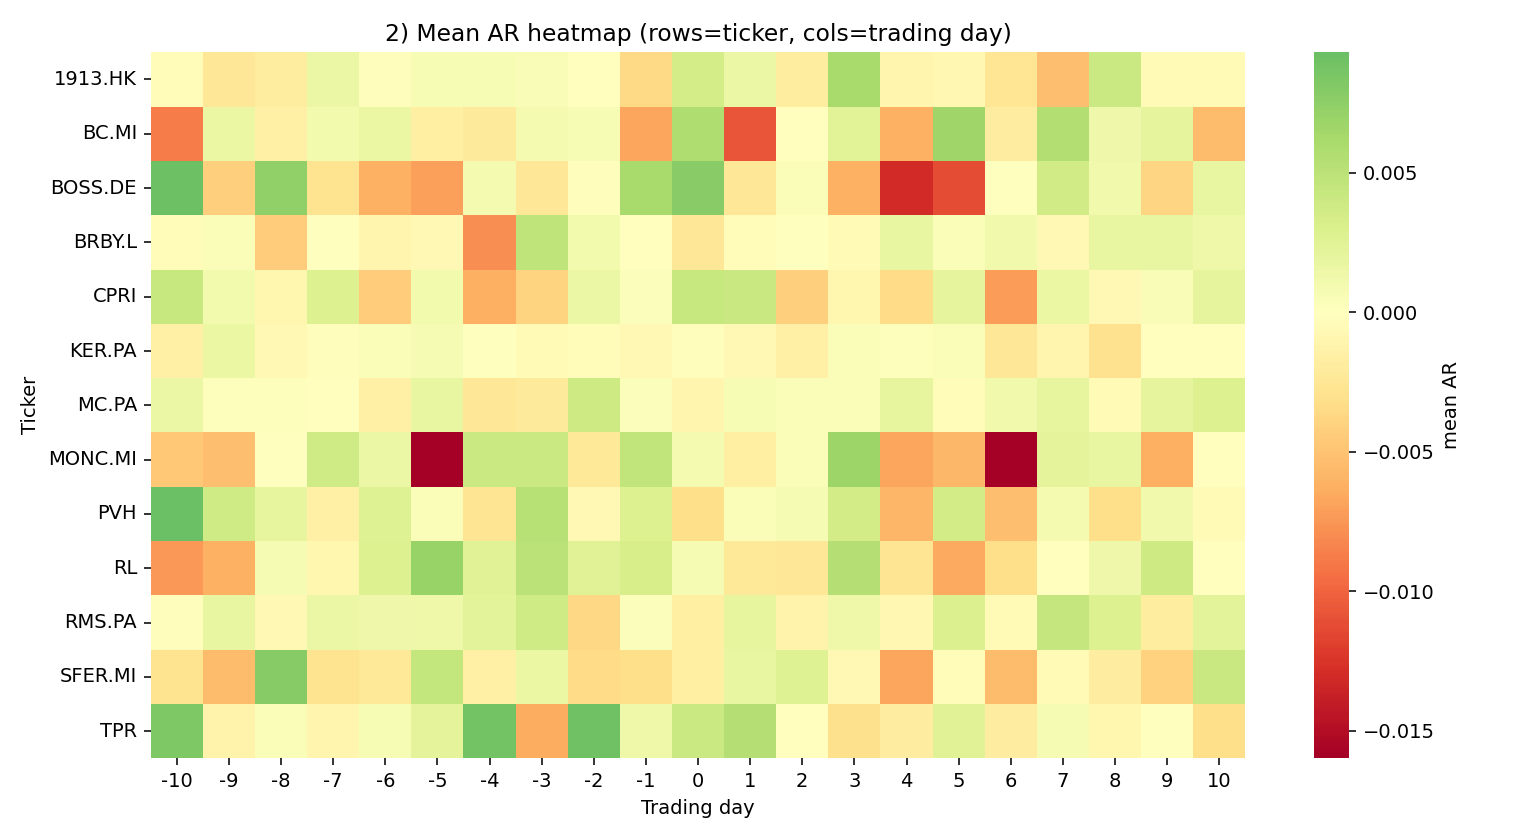 2) Mean AR heatmap (rows=ticker, cols=trading day)
Ticker
1913.HK
BC.MI
BOSS.DE
BRBY.L
CPRI
KER.PA
MC.PA
MONC.MI
PVH
RL
RMS.PA
SFER.MI
TPR
-10 -9 -8 -7 -6 -5 -4 -3 -2 -1 0 1 2 3 4 5 6 7 8 9 10
Trading day
0.005
0.000
−0.005
−0.010
−0.015
mean AR